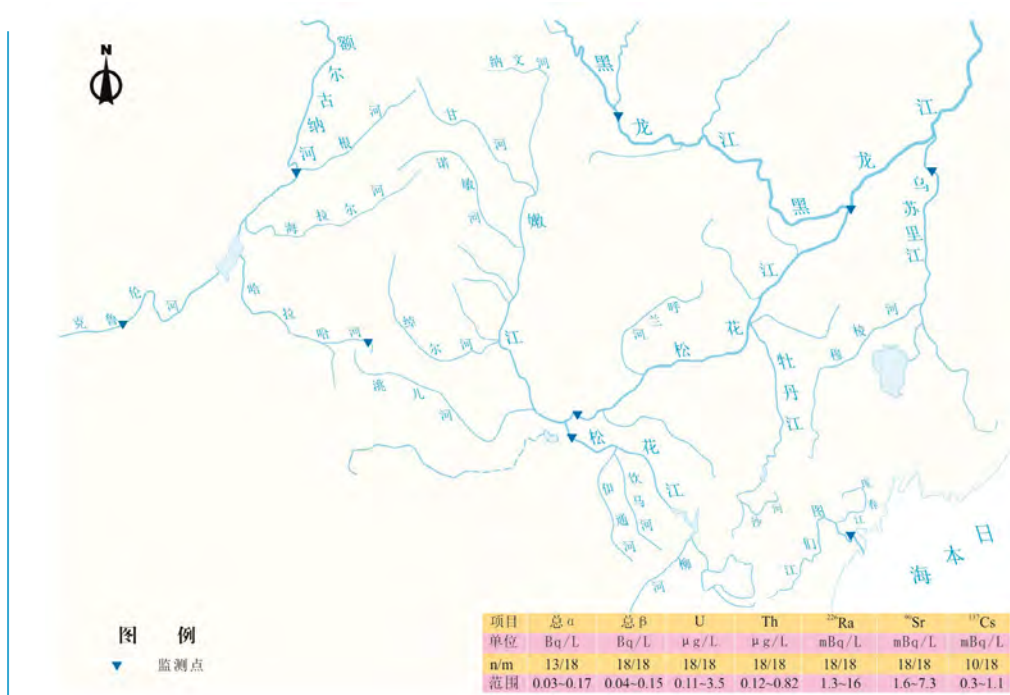 N
额尔古纳河
根河
海拉尔河
克鲁伦河
哈拉哈河
纳文河
甘河
诺敏河
嫩江
绰尔河
洮儿河
黑龙江
黑龙江
乌苏里江
松花江
呼兰河
穆棱河
牡丹江
松花江
伊通河
饮马河
柳河
沙河
图们江
珲春
日本海
图 例
监测点
项目 总α 总β U Th ²²⁶Ra ⁹⁰Sr ¹³⁷Cs
单位 Bq/L Bq/L μg/L μg/L mBq/L mBq/L mBq/L
n/m 13/18 18/18 18/18 18/18 18/18 18/18 10/18
范围 0.03~0.17 0.04~0.15 0.11~3.5 0.12~0.82 1.3~16 1.6~7.3 0.3~1.1